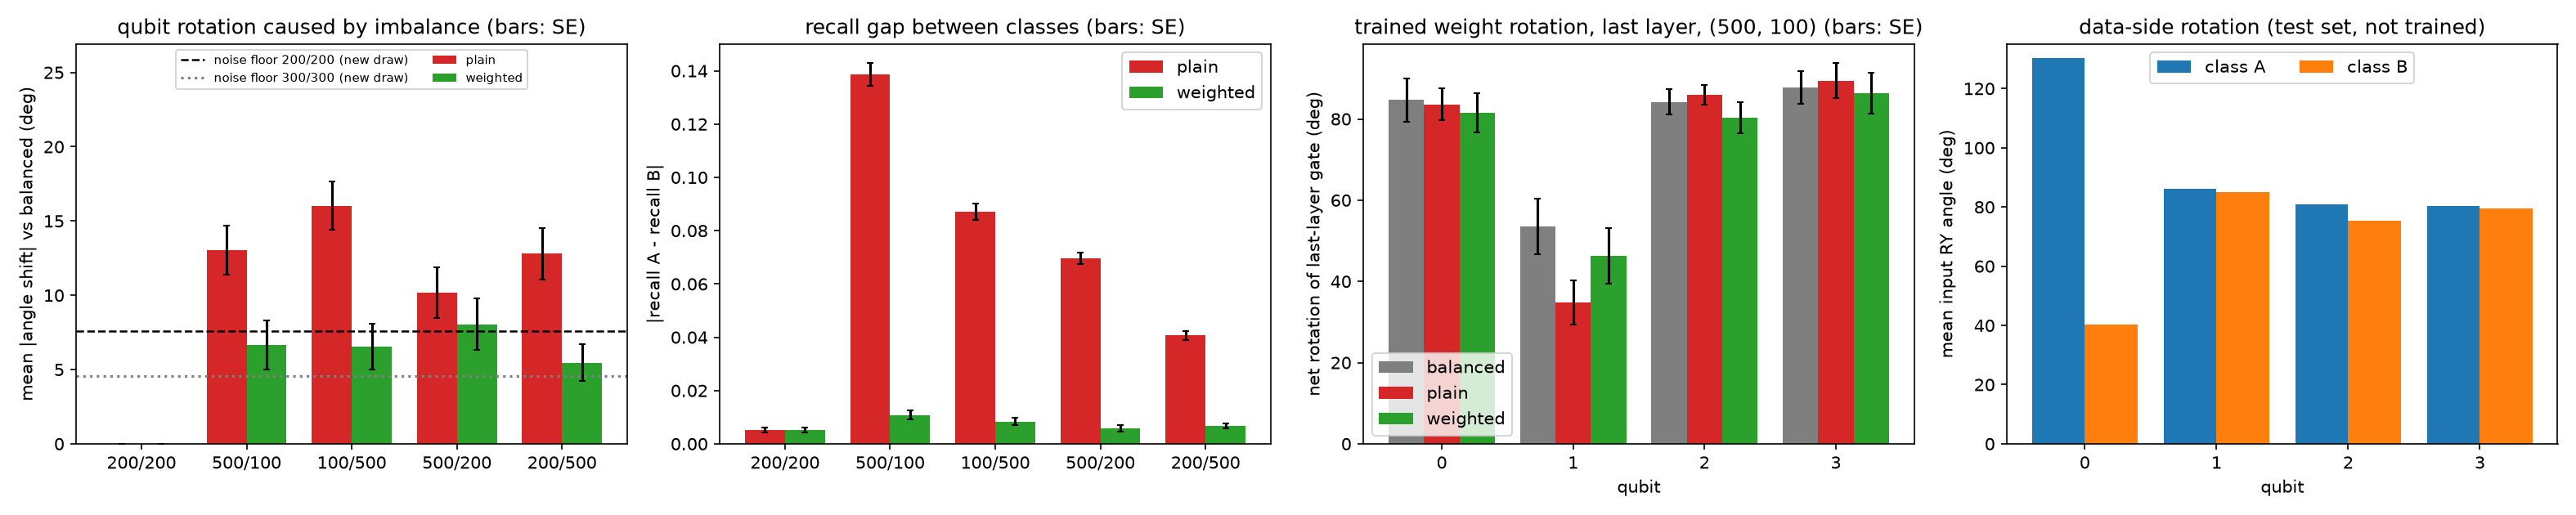 qubit rotation caused by imbalance (bars: SE)
noise floor 200/200 (new draw)
noise floor 300/300 (new draw)
plain
weighted
mean |angle shift| vs balanced (deg)
25
20
15
10
5
0
200/200 500/100 100/500 500/200 200/500
recall gap between classes (bars: SE)
plain
weighted
|recall A - recall B|
0.14
0.12
0.10
0.08
0.06
0.04
0.02
0.00
200/200 500/100 100/500 500/200 200/500
trained weight rotation, last layer, (500, 100) (bars: SE)
net rotation of last-layer gate (deg)
80
60
40
20
0
balanced
plain
weighted
0 1 2 3
qubit
data-side rotation (test set, not trained)
class A
class B
mean input RY angle (deg)
120
100
80
60
40
20
0
0 1 2 3
qubit